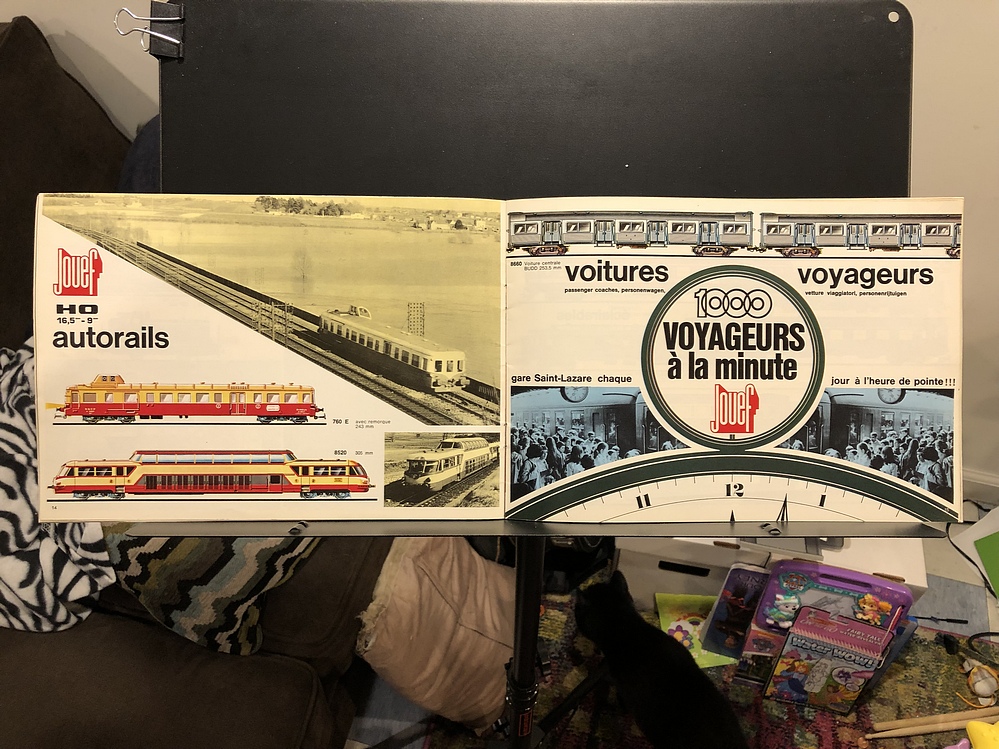 Jouef
HO
16,5 mm - 9 mm
autorails
760 E
avec remorque
243 mm
8520
305 mm
14
8660
Voiture centrale
BUDD 253,5 mm
voitures
voyageurs
passenger coaches, personenwagen,
vetture viaggiatori, personenrijtuigen
1000
VOYAGEURS
à la minute
Jouef
gare Saint-Lazare chaque
jour à l'heure de pointe!!!
11
12
1
Water WOW!